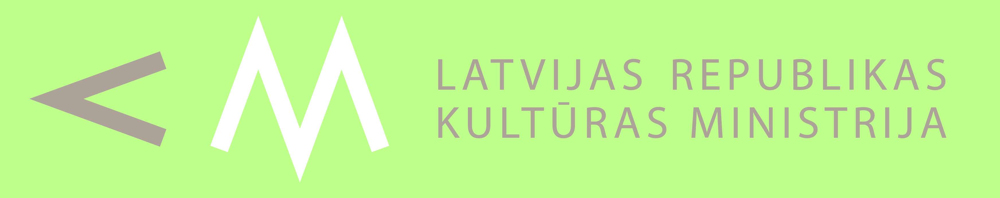 LATVIJAS REPUBLIKAS
KULTŪRAS MINISTRIJA